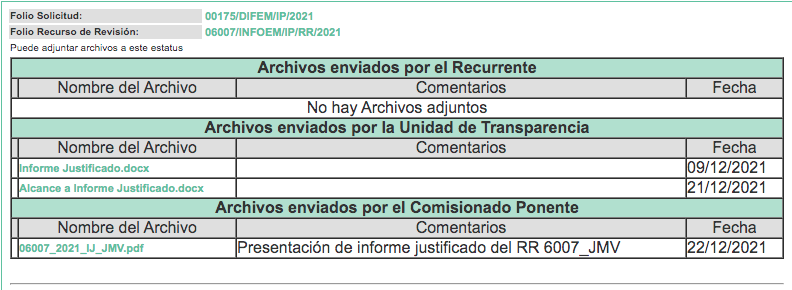 Folio Solicitud: 00175/DIFEM/IP/2021
Folio Recurso de Revisión: 06007/INFOEM/IP/RR/2021
Puede adjuntar archivos a este estatus
Archivos enviados por el Recurrente
Nombre del Archivo Comentarios Fecha
No hay Archivos adjuntos
Archivos enviados por la Unidad de Transparencia
Nombre del Archivo Comentarios Fecha
Informe Justificado.docx 09/12/2021
Alcance a Informe Justificado.docx 21/12/2021
Archivos enviados por el Comisionado Ponente
Nombre del Archivo Comentarios Fecha
06007_2021_IJ_JMV.pdf Presentación de informe justificado del RR 6007_JMV 22/12/2021